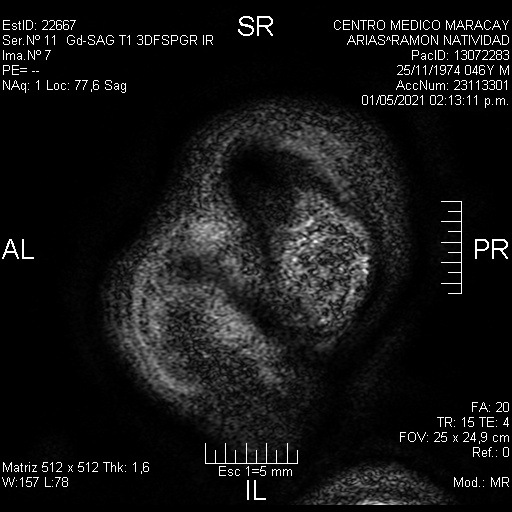 EstID: 22667
Ser.Nº 11 Gd-SAG T1 3DFSPGR IR
Ima.Nº 7
PE= --
NAq: 1 Loc: 77,6 Sag
SR
CENTRO MEDICO MARACAY
ARIAS^RAMON NATIVIDAD
PacID: 13072283
25/11/1974 046Y M
AccNum: 23113301
01/05/2021 02:13:11 p.m.
AL
PR
FA: 20
TR: 15 TE: 4
FOV: 25 x 24,9 cm
Ref.: 0
Mod.: MR
Matriz 512 x 512 Thk: 1,6
W:157 L:78
Esc 1=5 mm
IL